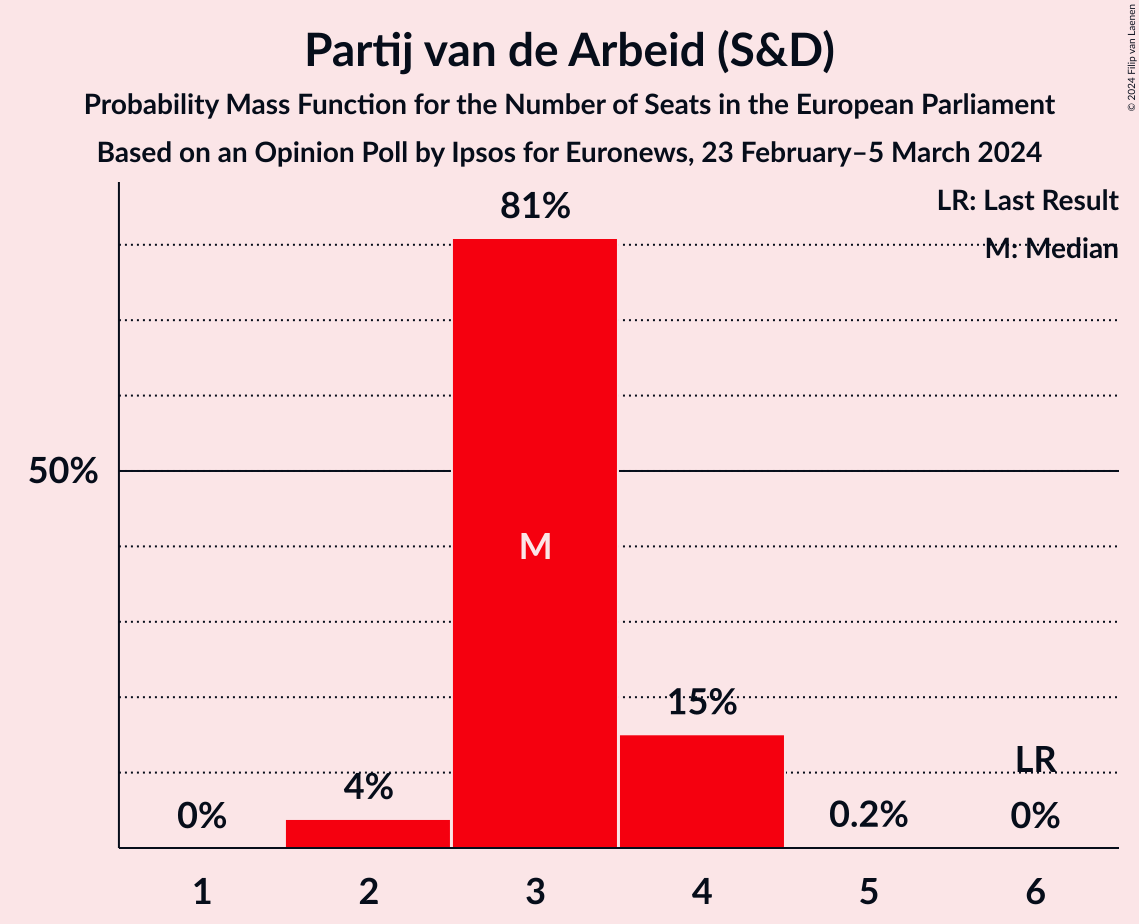 Partij van de Arbeid (S&D)
Probability Mass Function for the Number of Seats in the European Parliament
Based on an Opinion Poll by Ipsos for Euronews, 23 February–5 March 2024
© 2024 Filip van Laenen
LR: Last Result
M: Median
81%
50%
M
15%
LR
4%
0%
0.2%
0%
1 2 3 4 5 6